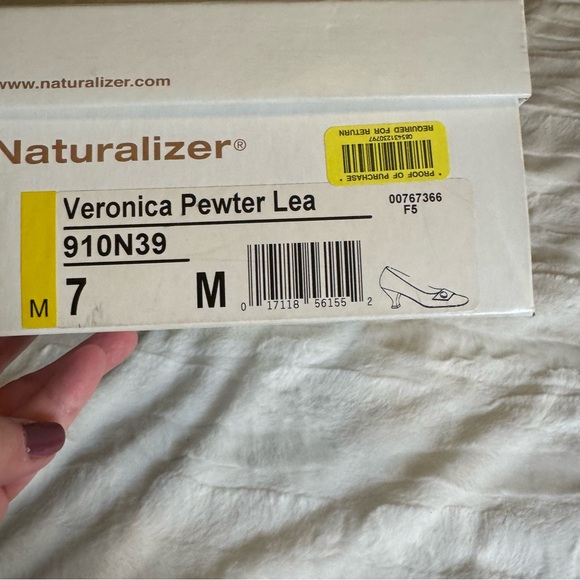 www.naturalizer.com
Naturalizer®
* PROOF OF PURCHASE *
085431230797
REQUIRED FOR RETURN
Veronica Pewter Lea
00767366
F5
910N39
M 7 M
0 17118 56155 2